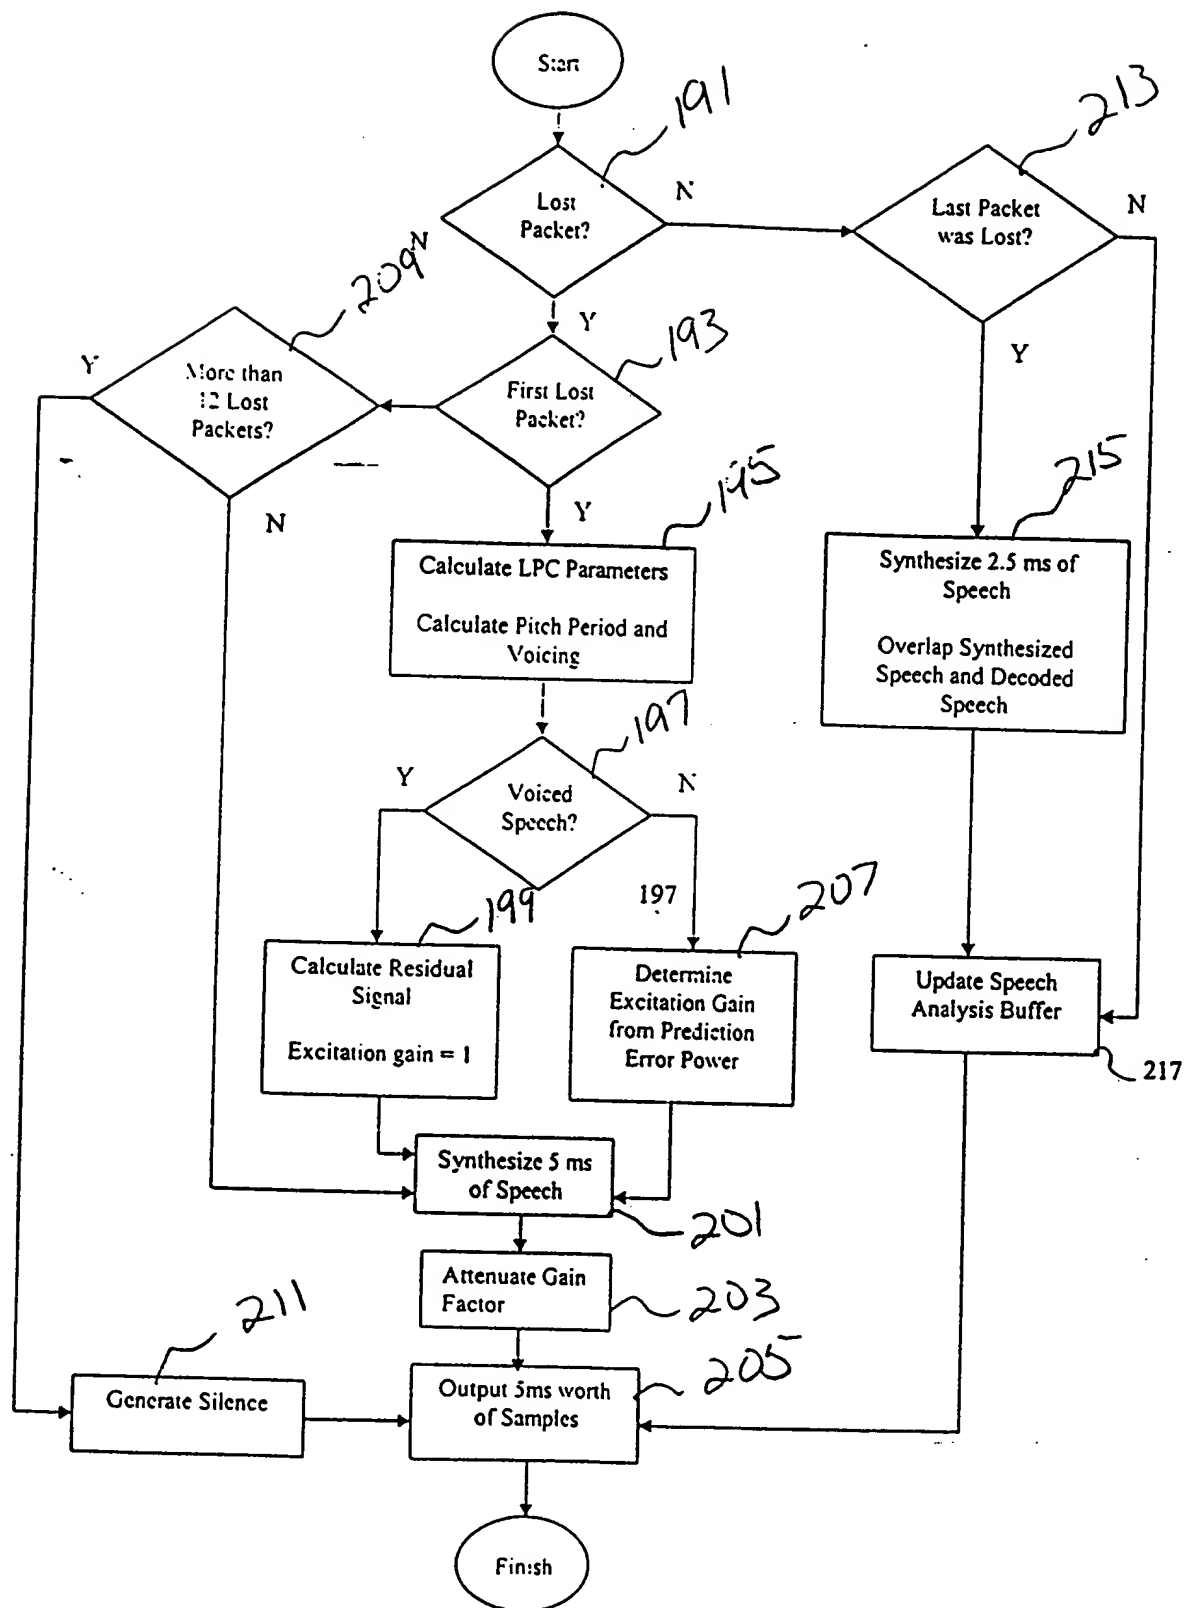 Start
191
213
Lost
Packet?
N
Last Packet
was Lost?
N
209
N
Y
193
Y
More than
12 Lost
Packets?
Y
First Lost
Packet?
N
Y
195
215
Calculate LPC Parameters
Calculate Pitch Period and
Voicing
Synthesize 2.5 ms of
Speech
Overlap Synthesized
Speech and Decoded
Speech
197
Y
Voiced
Speech?
N
199
197
207
Calculate Residual
Signal
Excitation gain = 1
Determine
Excitation Gain
from Prediction
Error Power
Update Speech
Analysis Buffer
217
Synthesize 5 ms
of Speech
201
Attenuate Gain
Factor
203
211
Generate Silence
Output 5ms worth
of Samples
205
Finish